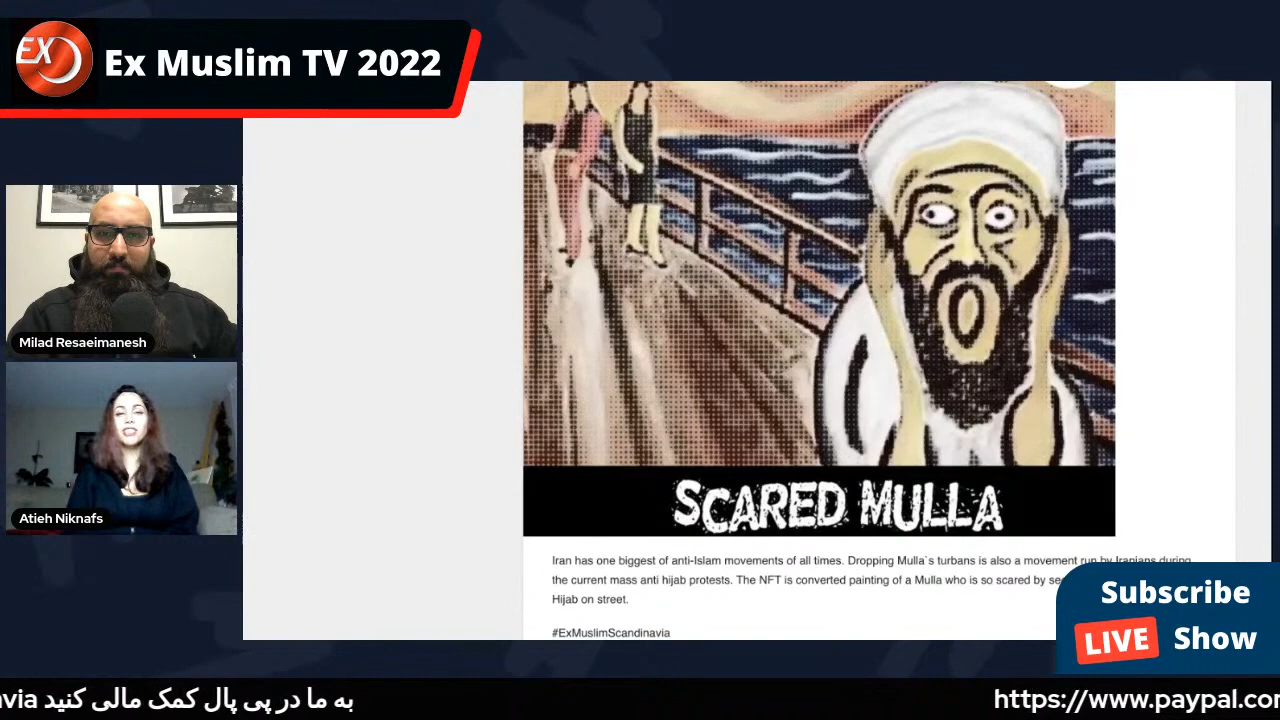 EX
Ex Muslim TV 2022
Milad Resaeimanesh
Atieh Niknafs
SCARED MULLA
Iran has one biggest of anti-Islam movements of all times. Dropping Mulla`s turbans is also a movement run by Iranians during
the current mass anti hijab protests. The NFT is converted painting of a Mulla who is so scared by
Hijab on street.
#ExMuslimScandinavia
Subscribe
LIVE Show
به ما در پی پال کمک مالی کنید
https://www.paypal.co